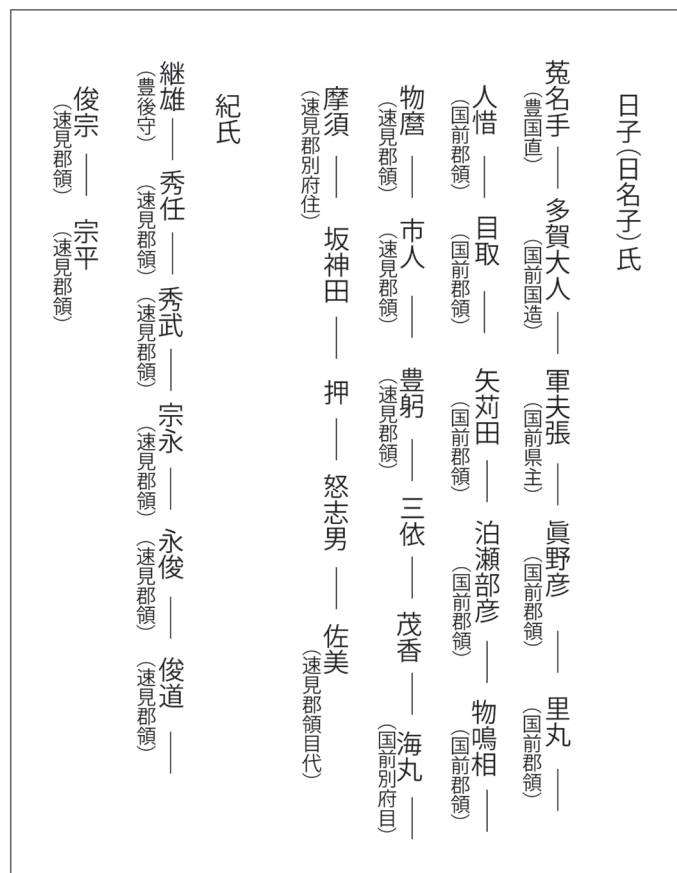 日子（日名子）氏
菟名手（豊国直）―多賀大人（国前国造）―軍夫張（国前県主）―眞野彦（国前郡領）―里丸（国前郡領）―
人惜（国前郡領）―目取（国前郡領）―矢苅田（国前郡領）―泊瀬部彦（国前郡領）―物鳴相（国前郡領）―
物麿（速見郡領）―市人（速見郡領）―豊躬（速見郡領）―三依―茂香―海丸（国前別府目）―
摩須（速見郡別府住）―坂神田―押―怒志男―佐美（速見郡領目代）
紀氏
継雄（豊後守）―秀任（速見郡領）―秀武（速見郡領）―宗永（速見郡領）―永俊（速見郡領）―俊道（速見郡領）―
俊宗（速見郡領）―宗平（速見郡領）